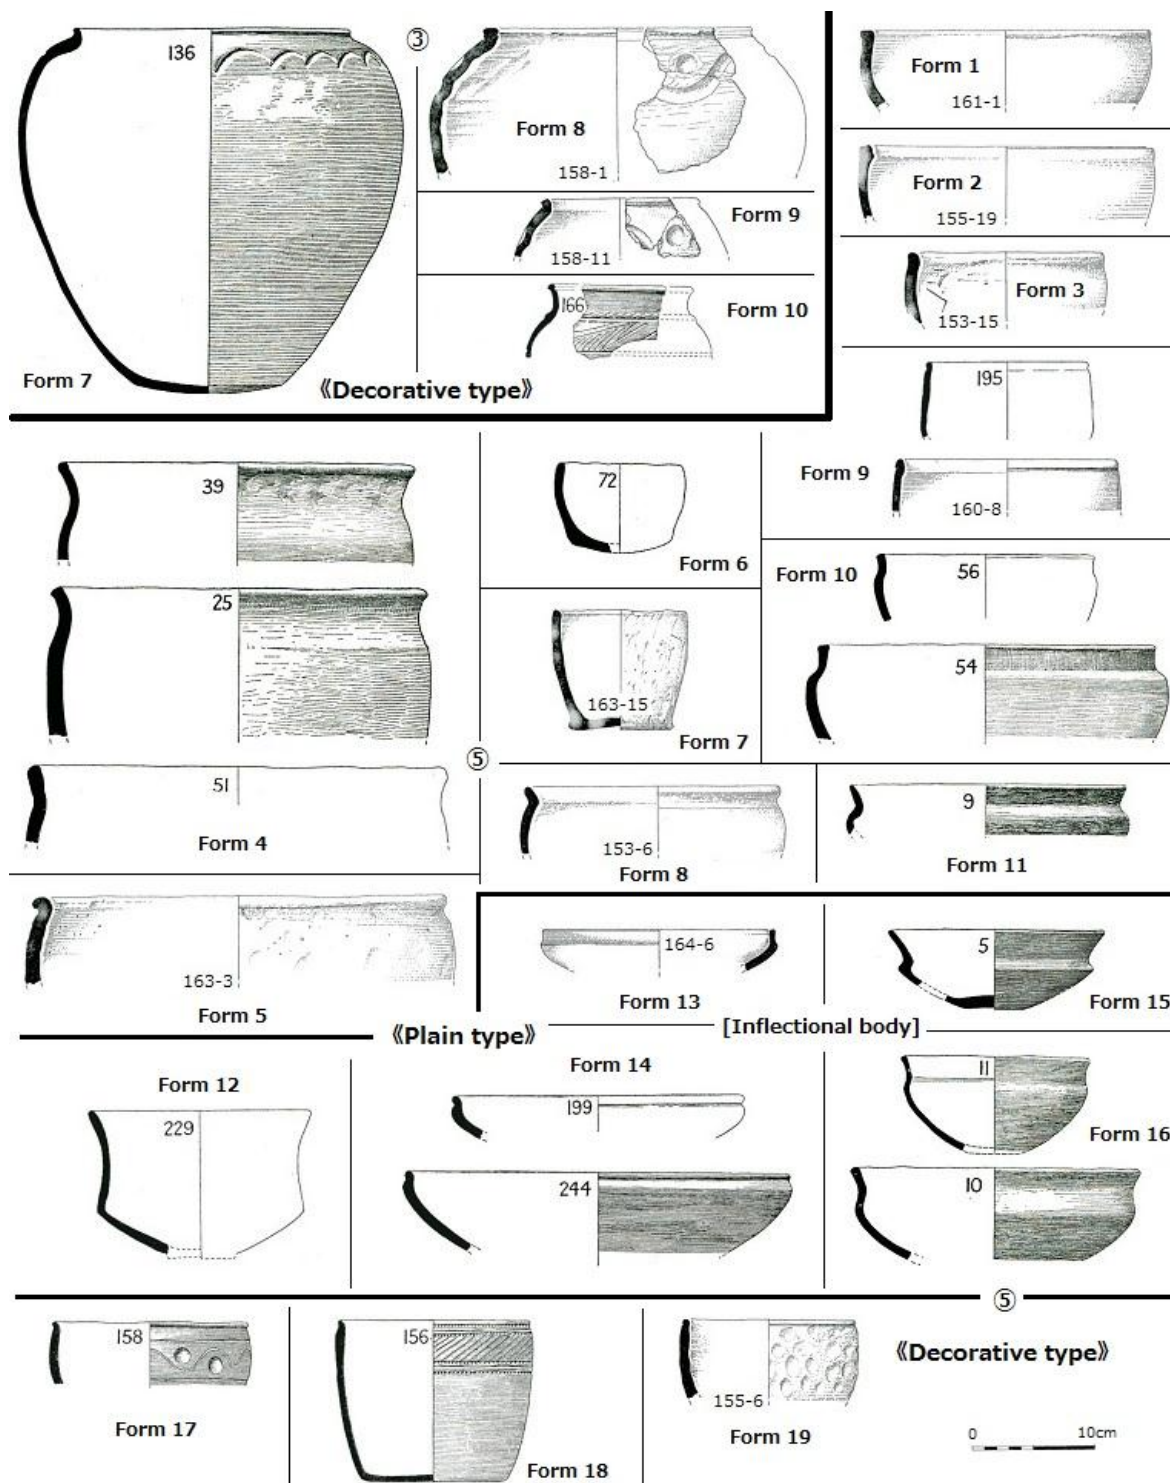 136
Form 7
③
Form 8
158-1
158-11
Form 9
166
Form 10
《Decorative type》
Form 1
161-1
Form 2
155-19
Form 3
153-15
195
Form 9
160-8
39
25
51
Form 4
163-3
Form 5
72
Form 6
163-15
Form 7
⑤
Form 10
56
54
153-6
Form 8
9
Form 11
164-6
Form 13
5
Form 15
《Plain type》
[Inflectional body]
Form 12
229
Form 14
199
244
11
Form 16
10
⑤
158
Form 17
156
Form 18
155-6
Form 19
《Decorative type》
0 10cm